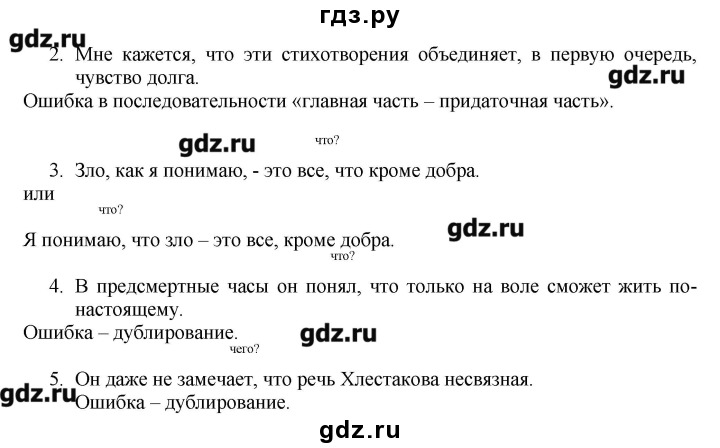 гдз.ру
gdz.ru
2. Мне кажется, что эти стихотворения объединяет, в первую очередь,
чувство долга.
gdz.ru
Ошибка в последовательности «главная часть – придаточная часть».
gdz.ru
что?
3. Зло, как я понимаю, - это все, что кроме добра.
или
что?
gdz.ru
Я понимаю, что зло – это все, кроме добра.
что?
4. В предсмертные часы он понял, что только на воле сможет жить по-
настоящему.
Ошибка – дублирование.
gdz.ru
чего?
5. Он даже не замечает, что речь Хлестакова несвязная.
gdz.ru
Ошибка – дублирование.
gdz.ru